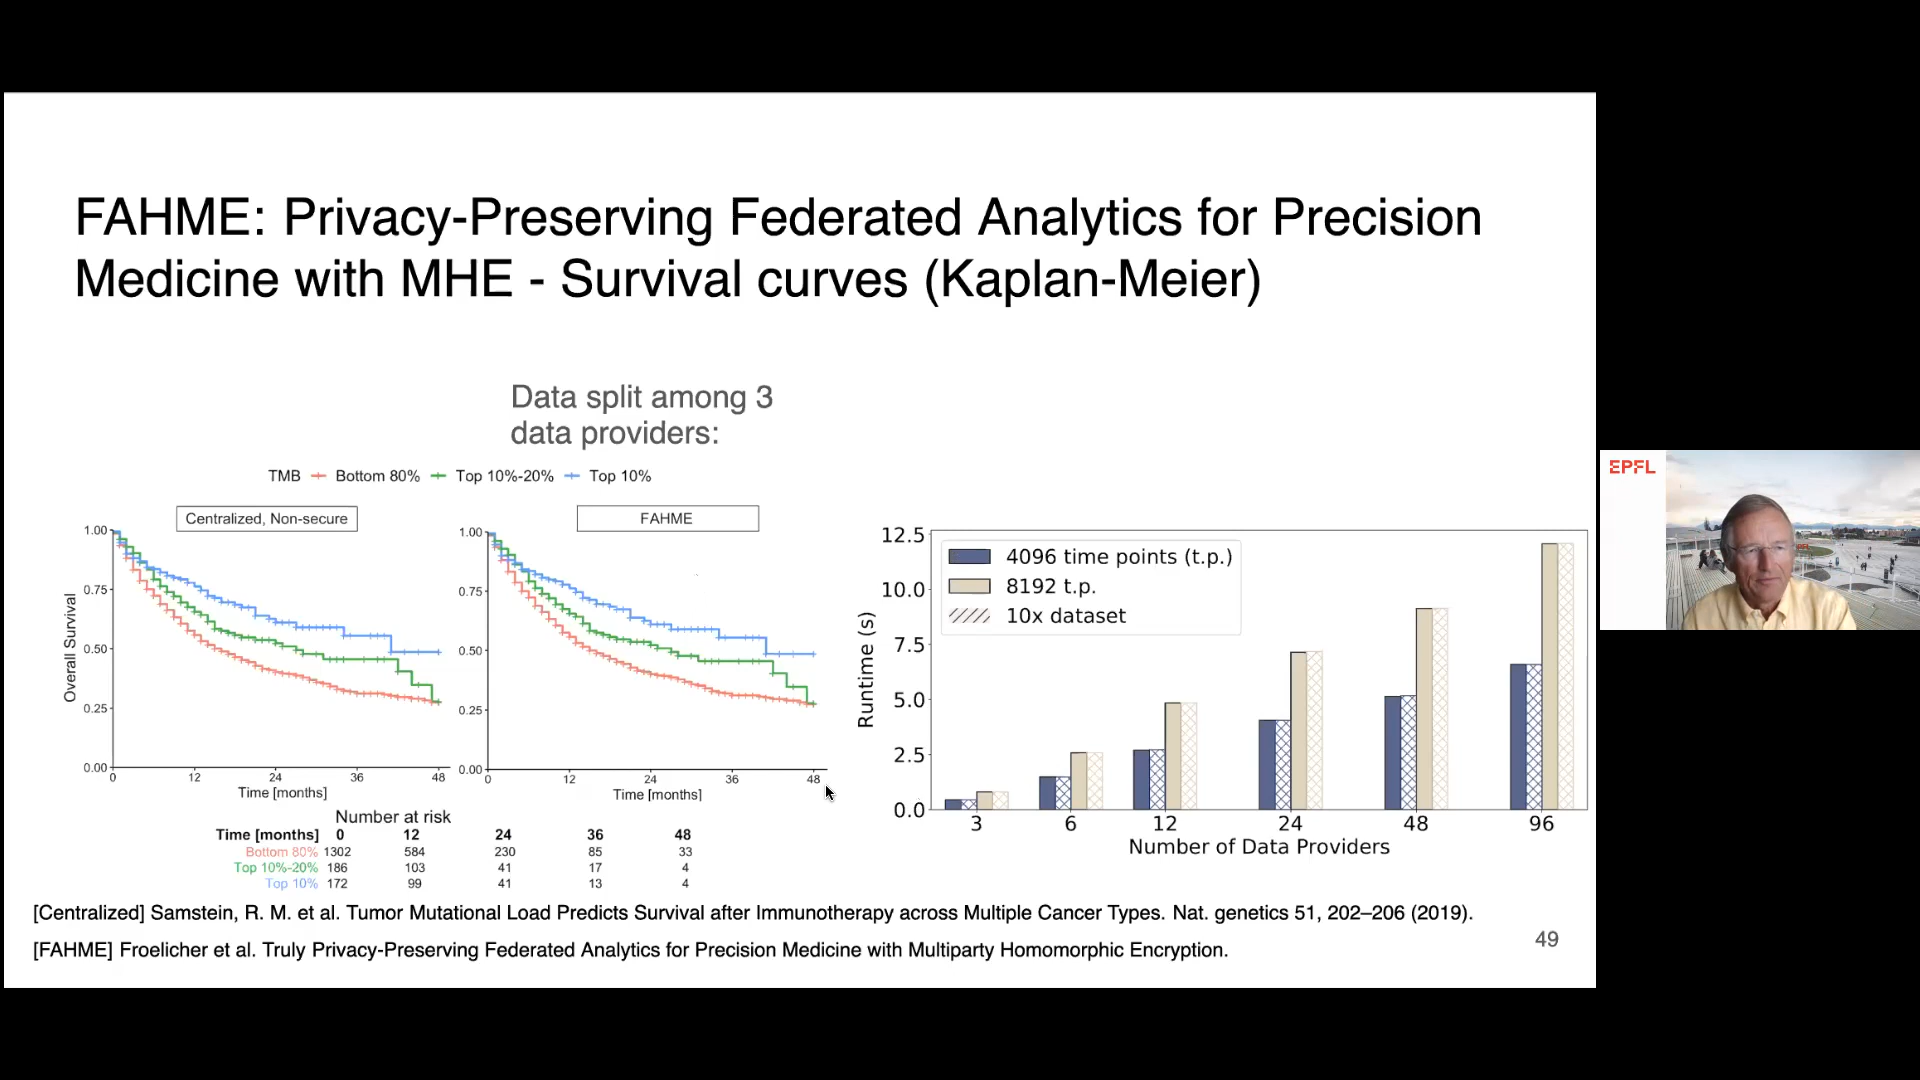 FAHME: Privacy-Preserving Federated Analytics for Precision
Medicine with MHE - Survival curves (Kaplan-Meier)
Data split among 3
data providers:
TMB Bottom 80% Top 10%-20% Top 10%
Centralized, Non-secure
Overall Survival
1.00
0.75
0.50
0.25
0.00
0 12 24 36 48
Time [months]
FAHME
1.00
0.75
0.50
0.25
0.00
0 12 24 36 48
Time [months]
Number at risk
Time [months] 0 12 24 36 48
Bottom 80% 1302 584 230 85 33
Top 10%-20% 186 103 41 17 4
Top 10% 172 99 41 13 4
Runtime (s)
12.5
10.0
7.5
5.0
2.5
0.0
4096 time points (t.p.)
8192 t.p.
10x dataset
3 6 12 24 48 96
Number of Data Providers
[Centralized] Samstein, R. M. et al. Tumor Mutational Load Predicts Survival after Immunotherapy across Multiple Cancer Types. Nat. genetics 51, 202–206 (2019).
[FAHME] Froelicher et al. Truly Privacy-Preserving Federated Analytics for Precision Medicine with Multiparty Homomorphic Encryption.
49
EPFL